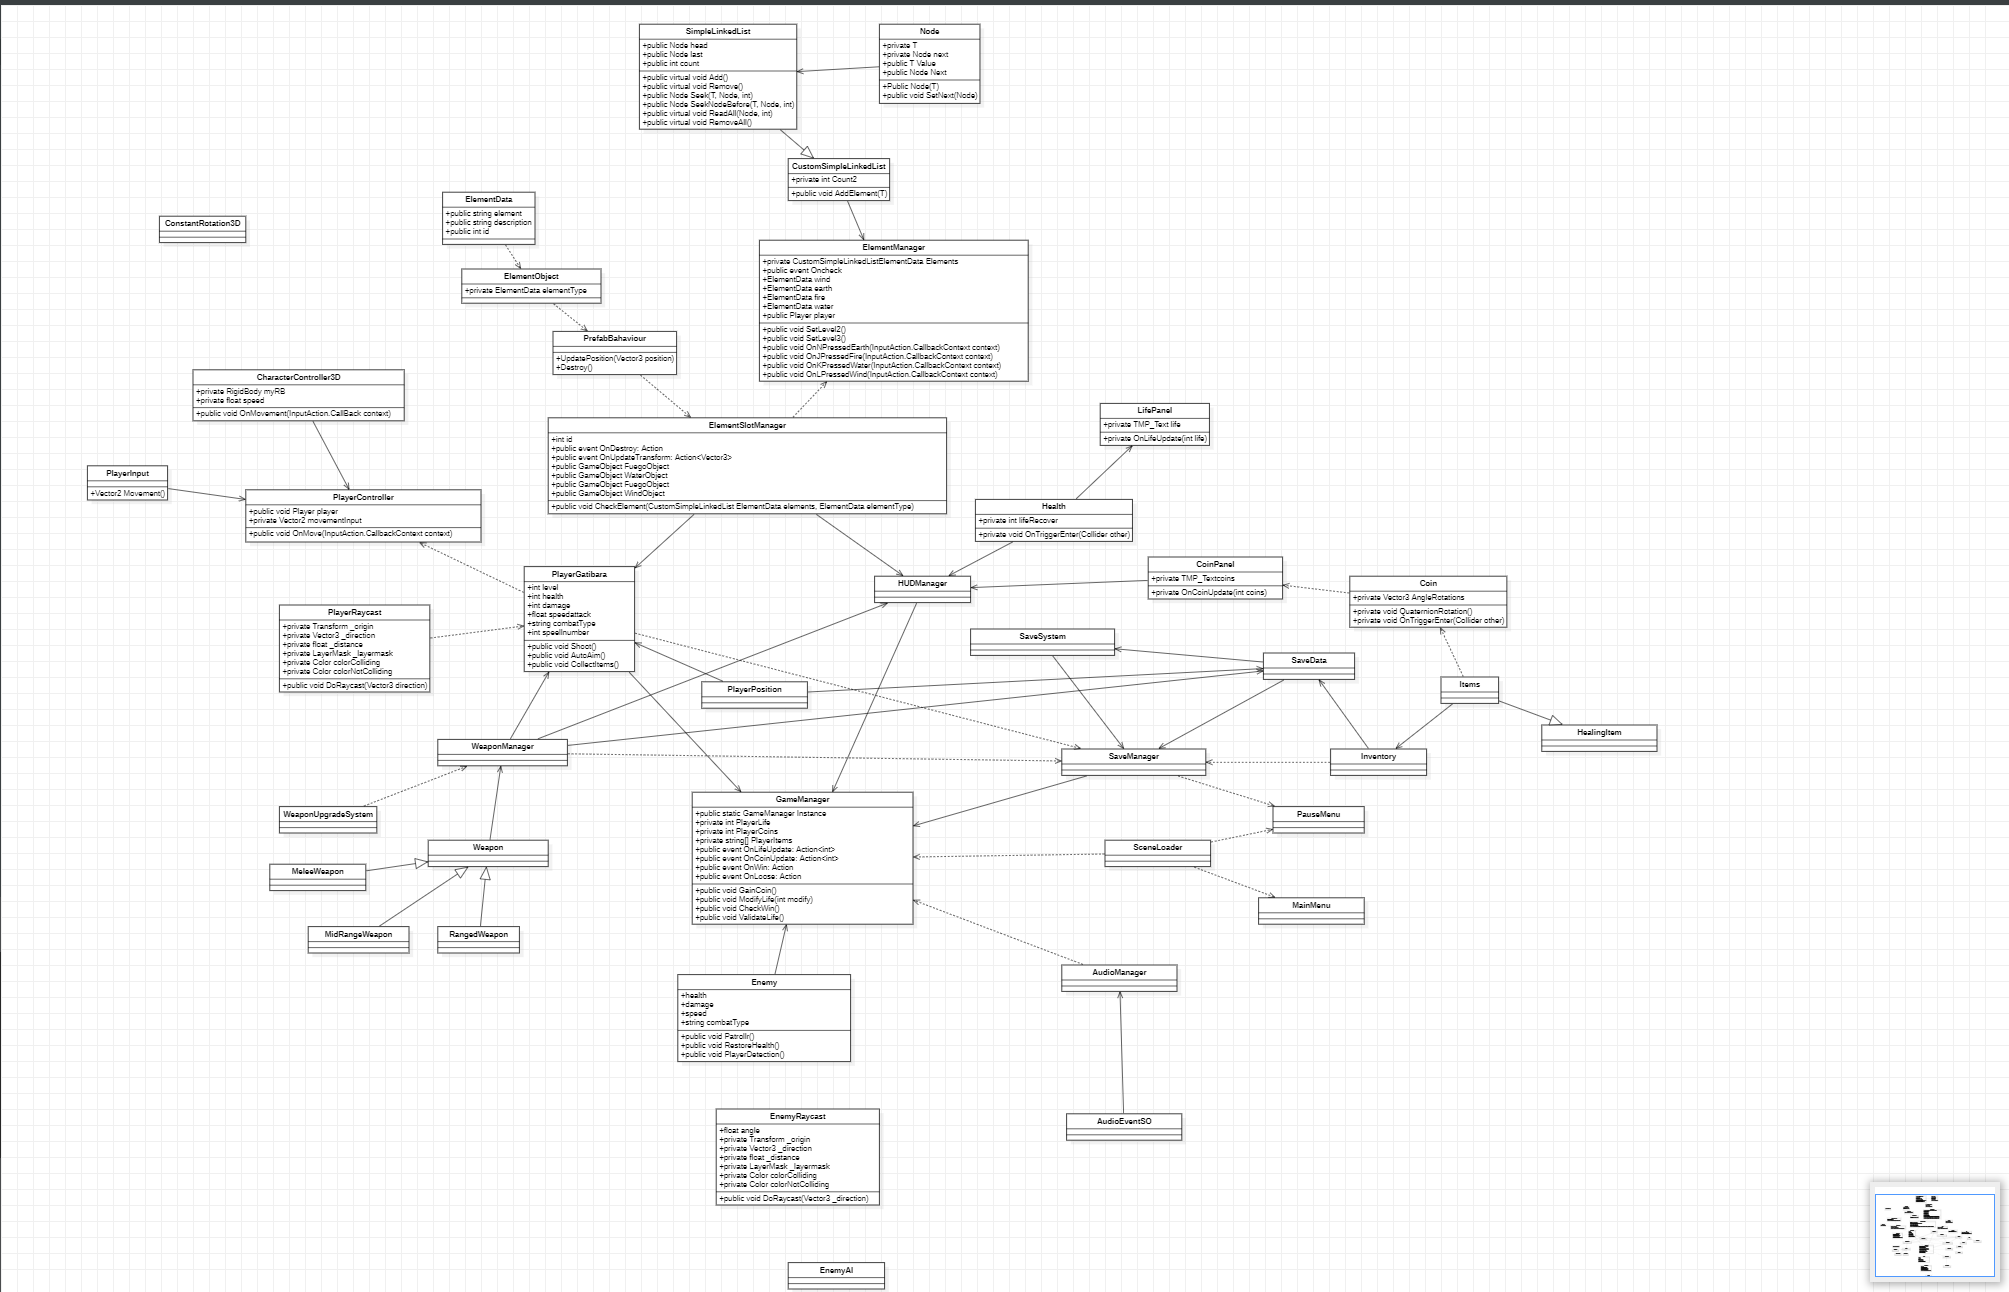 SimpleLinkedList
+public Node head
+public Node last
+public int count
+public virtual void Add()
+public virtual void Remove()
+public Node Seek(T, Node, int)
+public Node SeekNodeBefore(T, Node, int)
+public virtual void ReadAll(Node, int)
+public virtual void RemoveAll()
Node
+private T
+private Node next
+public T Value
+public Node Next
+Public Node(T)
+public void SetNext(Node)
CustomSimpleLinkedList
+private int Count2
+public void AddElement(T)
ConstantRotation3D
ElementData
+public string element
+public string description
+public int id
ElementObject
+private ElementData elementType
PrefabBahaviour
+UpdatePosition(Vector3 position)
+Destroy()
ElementManager
+private CustomSimpleLinkedListElementData Elements
+public event Oncheck
+ElementData wind
+ElementData earth
+ElementData fire
+ElementData water
+public Player player
+public void SetLevel2()
+public void SetLevel3()
+public void OnNPressedEarth(InputAction.CallbackContext context)
+public void OnJPressedFire(InputAction.CallbackContext context)
+public void OnKPressedWater(InputAction.CallbackContext context)
+public void OnLPressedWind(InputAction.CallbackContext context)
CharacterController3D
+private RigidBody myRB
+private float speed
+public void OnMovement(InputAction.CallBack context)
PlayerInput
+Vector2 Movement()
PlayerController
+public void Player player
+private Vector2 movementInput
+public void OnMove(InputAction.CallbackContext context)
ElementSlotManager
+int id
+public event OnDestroy: Action
+public event OnUpdateTransform: Action<Vector3>
+public GameObject FuegoObject
+public GameObject WaterObject
+public GameObject FuegoObject
+public GameObject WindObject
+public void CheckElement(CustomSimpleLinkedList ElementData elements, ElementData elementType)
LifePanel
+private TMP_Text life
+private OnLifeUpdate(int life)
Health
+private int lifeRecover
+private void OnTriggerEnter(Collider other)
PlayerGatibara
+int level
+int health
+int damage
+float speedattack
+string combatType
+int speellnumber
+public void Shoot()
+public void AutoAim()
+public void CollectItems()
HUDManager
CoinPanel
+private TMP_Textcoins
+private OnCoinUpdate(int coins)
Coin
+private Vector3 AngleRotations
+private void QuaternionRotation()
+private void OnTriggerEnter(Collider other)
PlayerRaycast
+private Transform _origin
+private Vector3 _direction
+private float _distance
+private LayerMask _layermask
+private Color colorColliding
+private Color colorNotColliding
+public void DoRaycast(Vector3 direction)
SaveSystem
SaveData
PlayerPosition
Items
HealingItem
WeaponManager
SaveManager
Inventory
WeaponUpgradeSystem
GameManager
+public static GameManager Instance
+private int PlayerLife
+private int PlayerCoins
+private string[] PlayerItems
+public event OnLifeUpdate: Action<int>
+public event OnCoinUpdate: Action<int>
+public event OnWin: Action
+public event OnLoose: Action
+public void GainCoin()
+public void ModifyLife(int modify)
+public void CheckWin()
+public void ValidateLife()
PauseMenu
Weapon
SceneLoader
MeleeWeapon
MainMenu
MidRangeWeapon
RangedWeapon
Enemy
+health
+damage
+speed
+string combatType
+public void Patrollr()
+public void RestoreHealth()
+public void PlayerDetection()
AudioManager
EnemyRaycast
+float angle
+private Transform _origin
+private Vector3 _direction
+private float _distance
+private LayerMask _layermask
+private Color colorColliding
+private Color colorNotColliding
+public void DoRaycast(Vector3 _direction)
AudioEventSO
EnemyAI